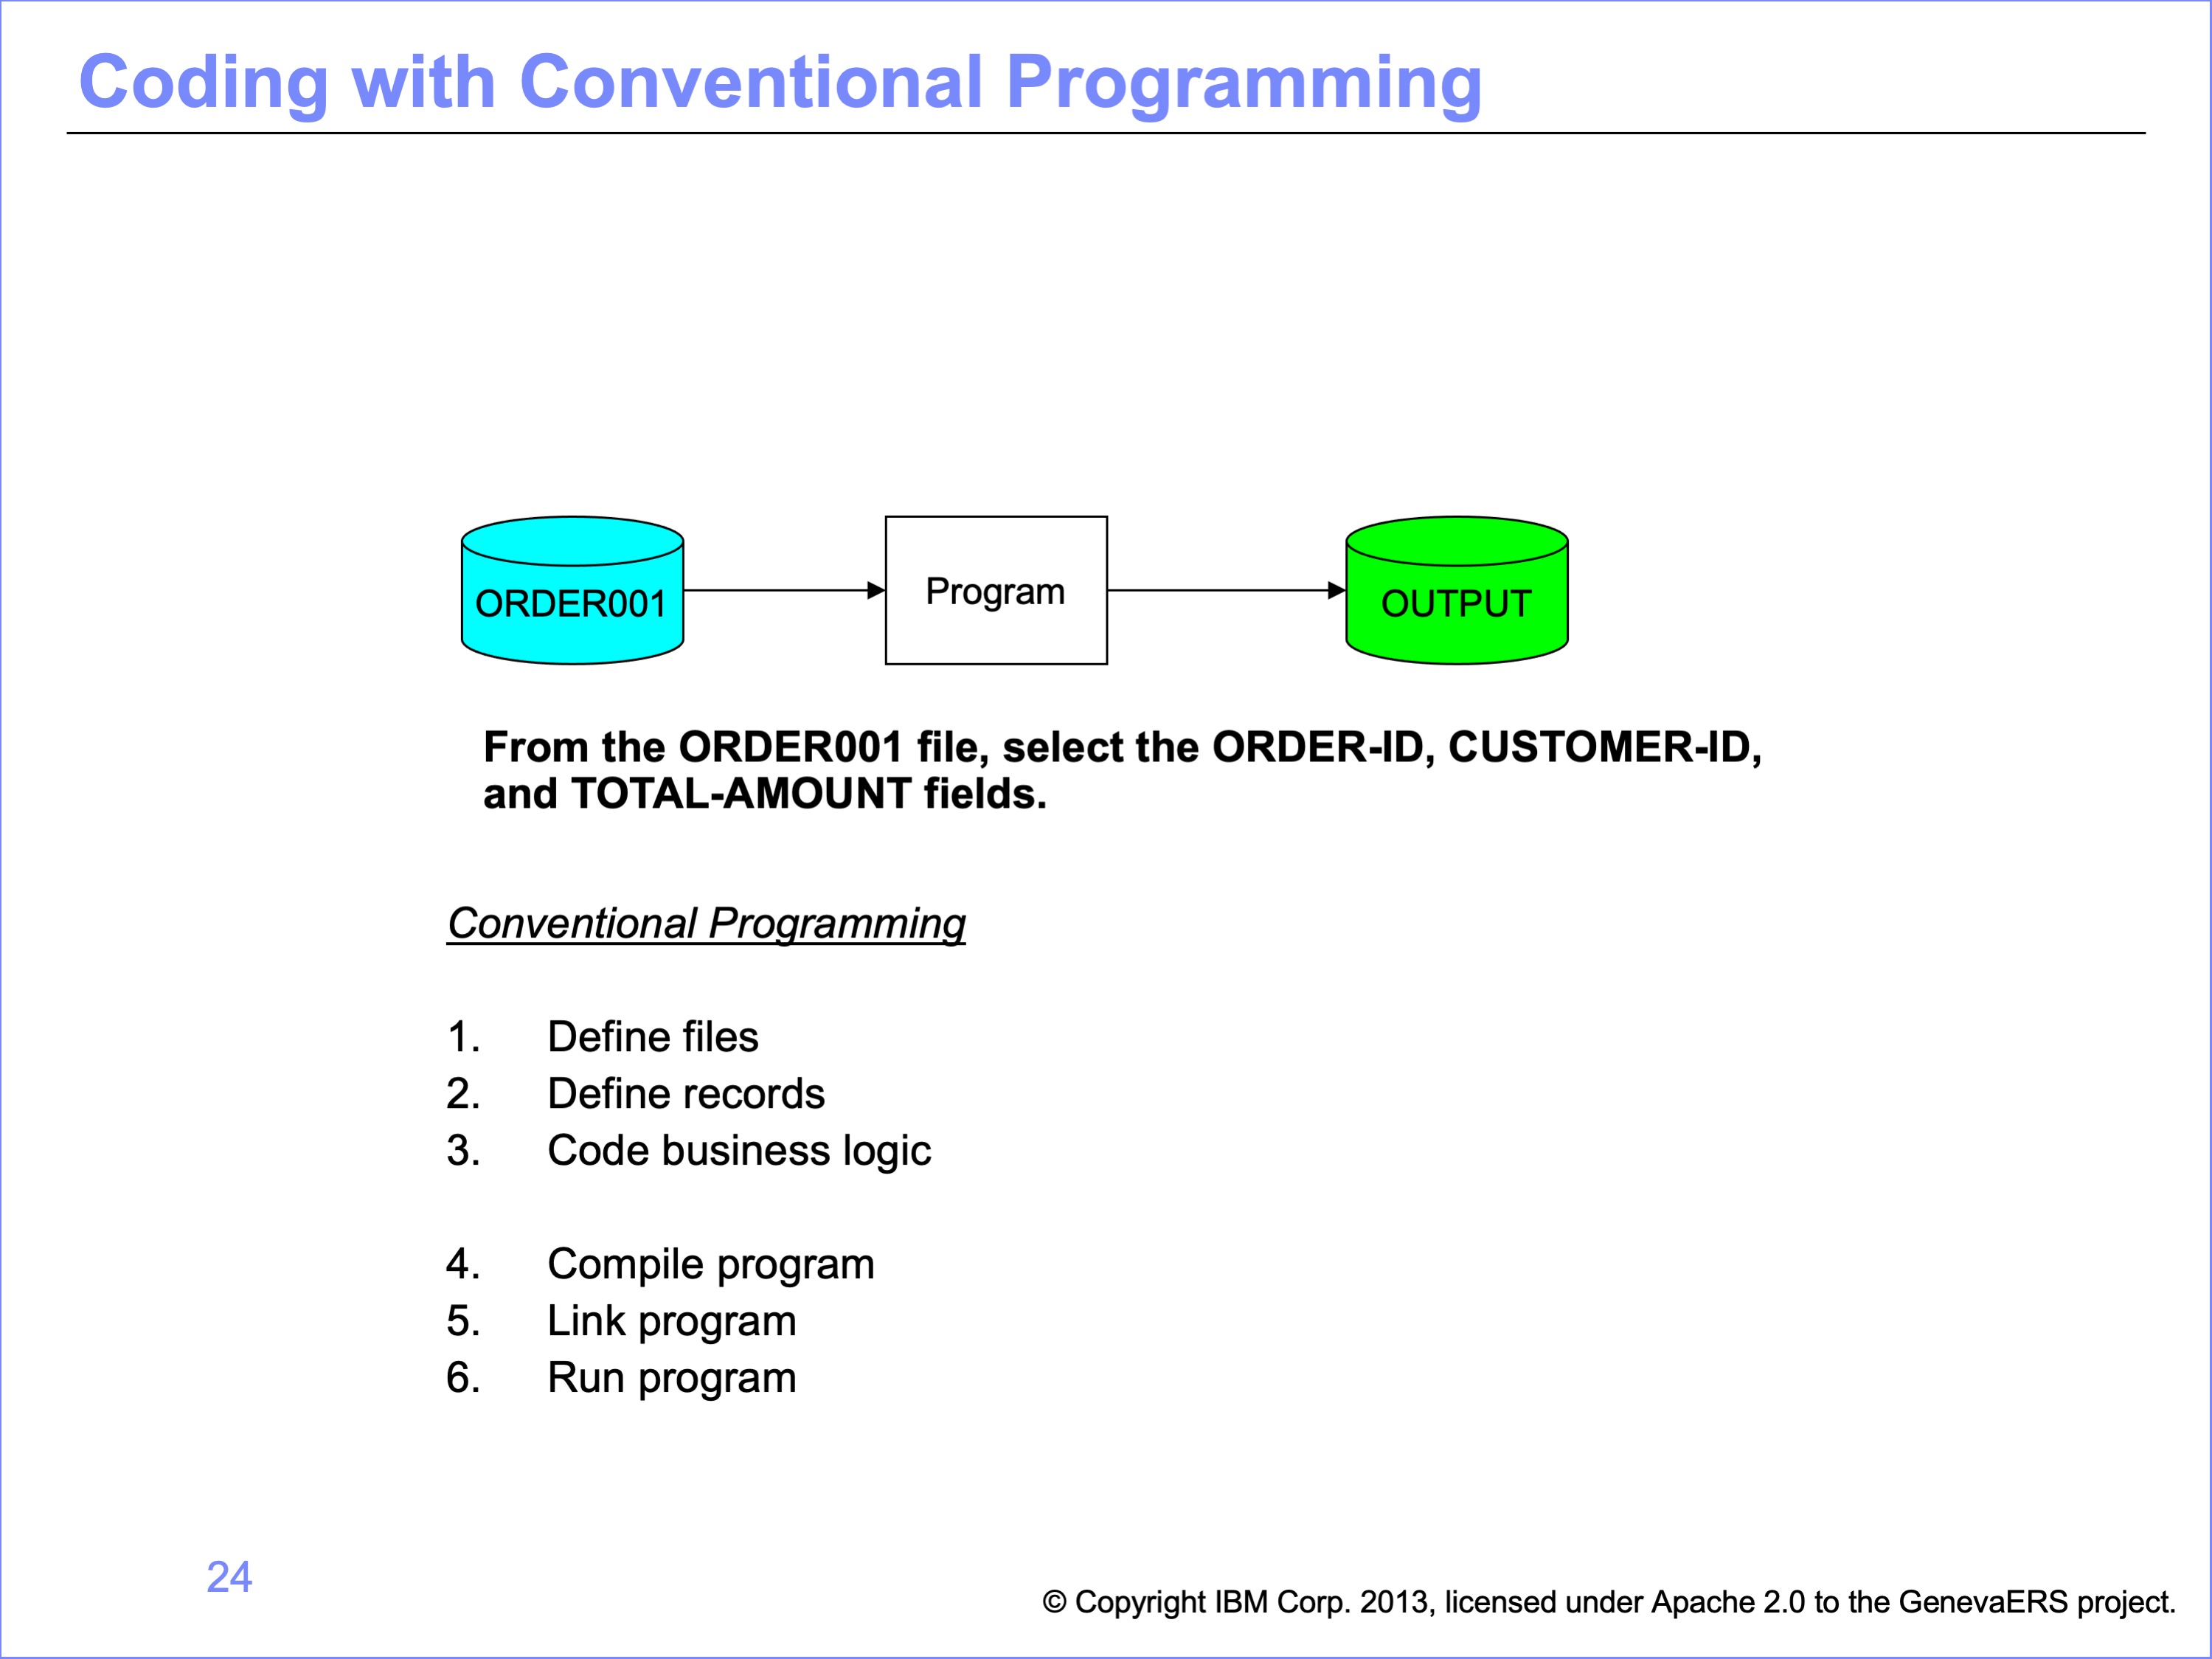 Coding with Conventional Programming
ORDER001
Program
OUTPUT
From the ORDER001 file, select the ORDER-ID, CUSTOMER-ID,
and TOTAL-AMOUNT fields.
Conventional Programming
1. Define files
2. Define records
3. Code business logic
4. Compile program
5. Link program
6. Run program
24
© Copyright IBM Corp. 2013, licensed under Apache 2.0 to the GenevaERS project.